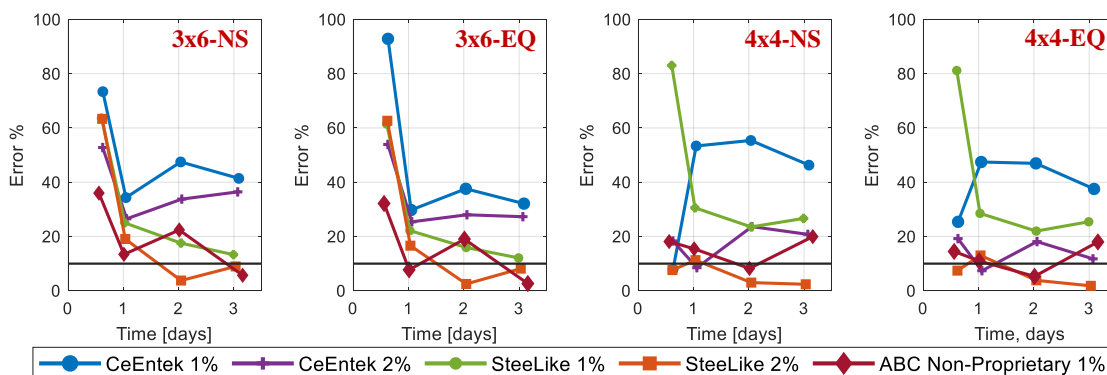 3x6-NS
100
80
60
40
20
0
Error %
0 1 2 3
Time [days]
3x6-EQ
100
80
60
40
20
0
Error %
0 1 2 3
Time [days]
4x4-NS
100
80
60
40
20
0
Error %
0 1 2 3
Time [days]
4x4-EQ
100
80
60
40
20
0
Error %
0 1 2 3
Time, days
CeEntek 1% CeEntek 2% SteeLike 1% SteeLike 2% ABC Non-Proprietary 1%